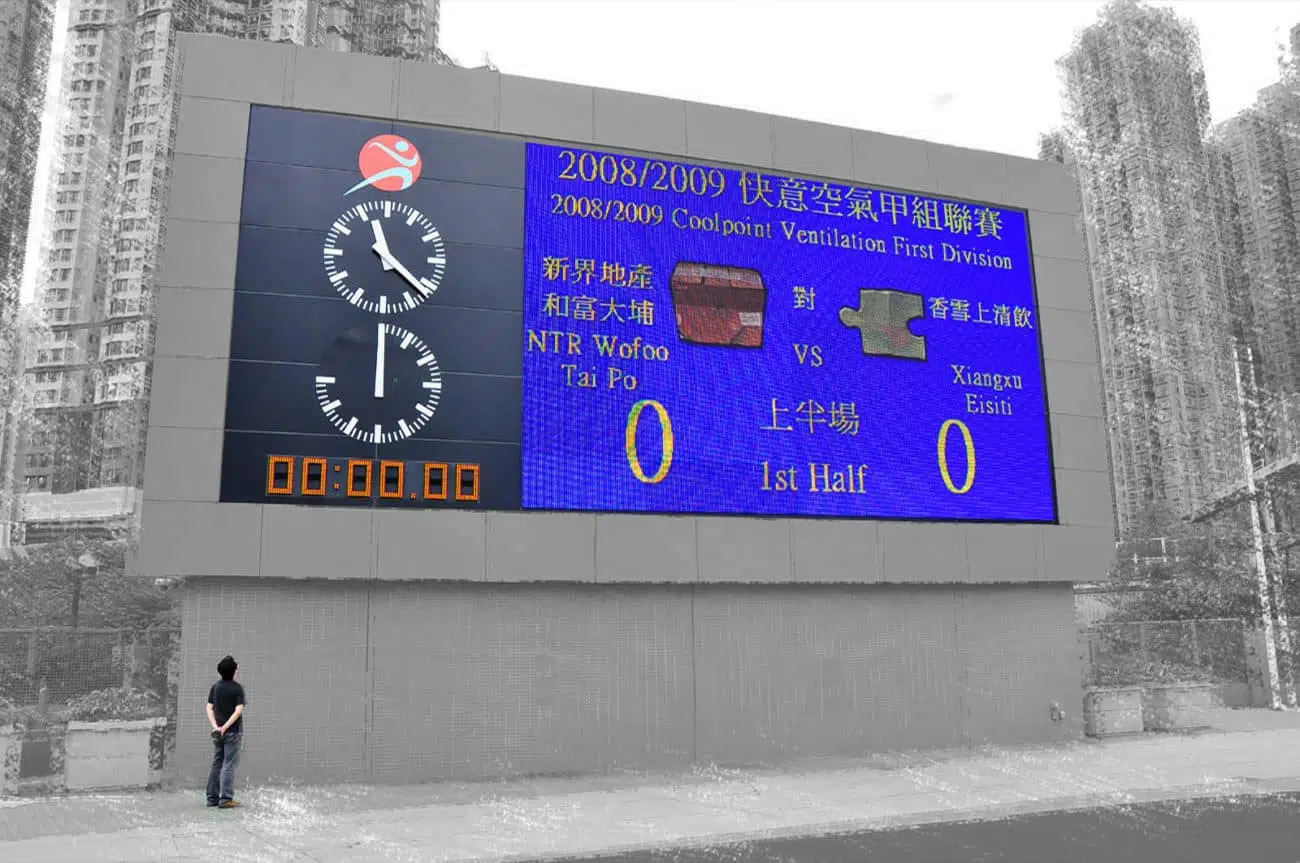 2008/2009 快意空氣甲組聯賽
2008/2009 Coolpoint Ventilation First Division
新界地產
和富大埔
NTR Wofoo
Tai Po
對
VS
香雪上清飲
Xiangxu
Eisiti
0
上半場
1st Half
0
00:00.00